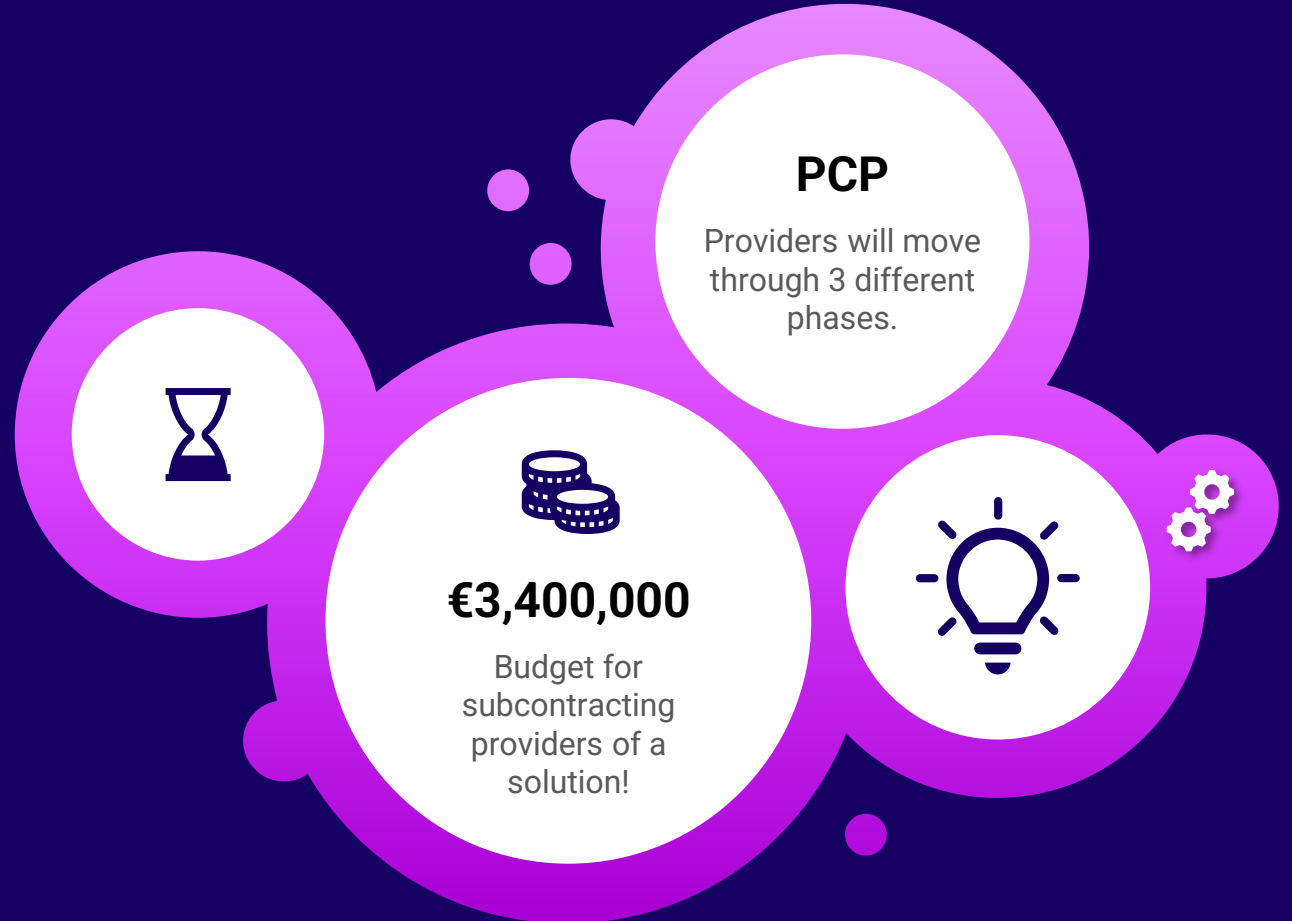 PCP
Providers will move
through 3 different
phases.
€3,400,000
Budget for
subcontracting
providers of a
solution!